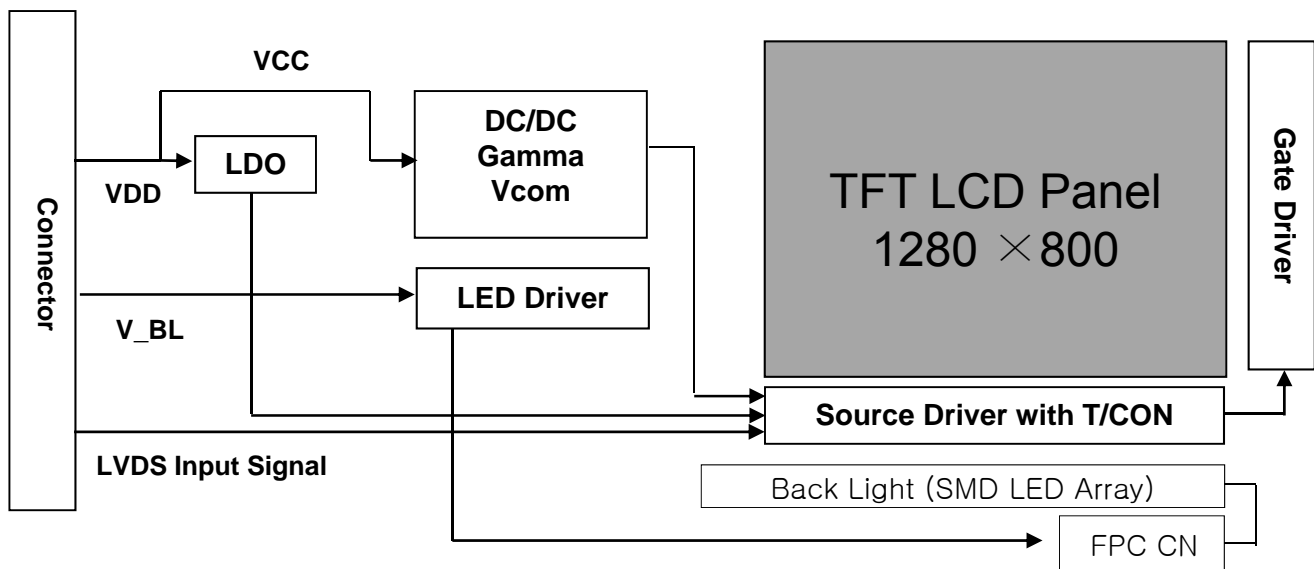 Connector
VCC
VDD
LDO
DC/DC
Gamma
Vcom
V_BL
LED Driver
LVDS Input Signal
TFT LCD Panel
1280 ×800
Gate Driver
Source Driver with T/CON
Back Light (SMD LED Array)
FPC CN